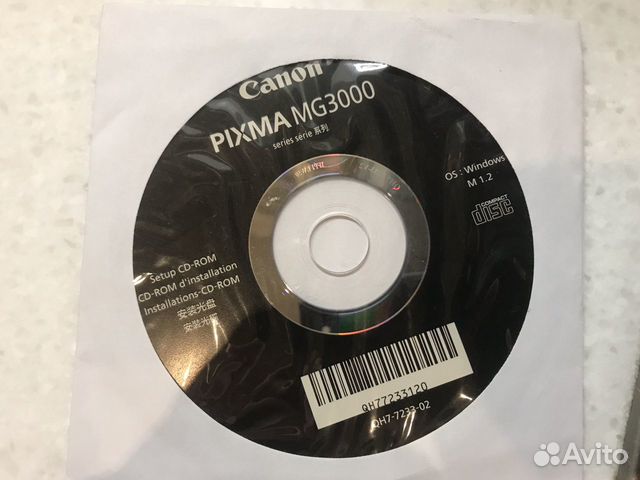 Canon
PIXMA MG3000
series série 系列
OS : Windows
M 1.2
COMPACT
disc
Setup CD-ROM
CD-ROM d'installation
Installations-CD-ROM
安装光盘
QH77233120
QH7-7233-02
Avito